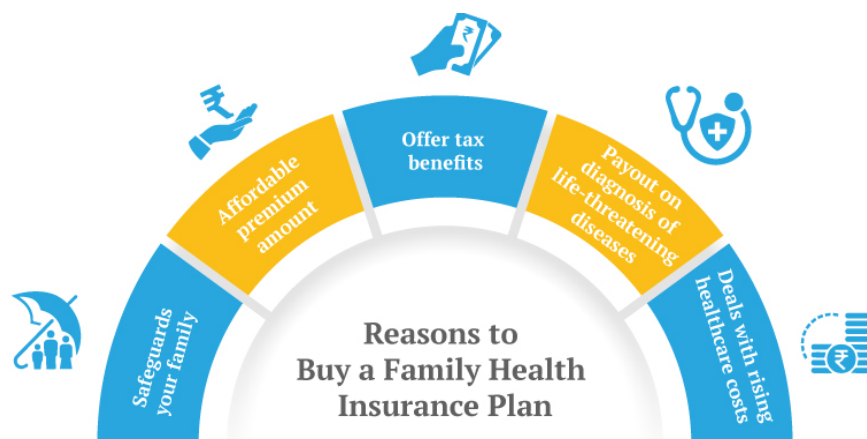 Safeguards
your family
Affordable
premium
amount
Offer tax
benefits
Payout on
diagnosis of
life-threatening
diseases
Deals with rising
healthcare costs
Reasons to
Buy a Family Health
Insurance Plan
₹
₹
₹